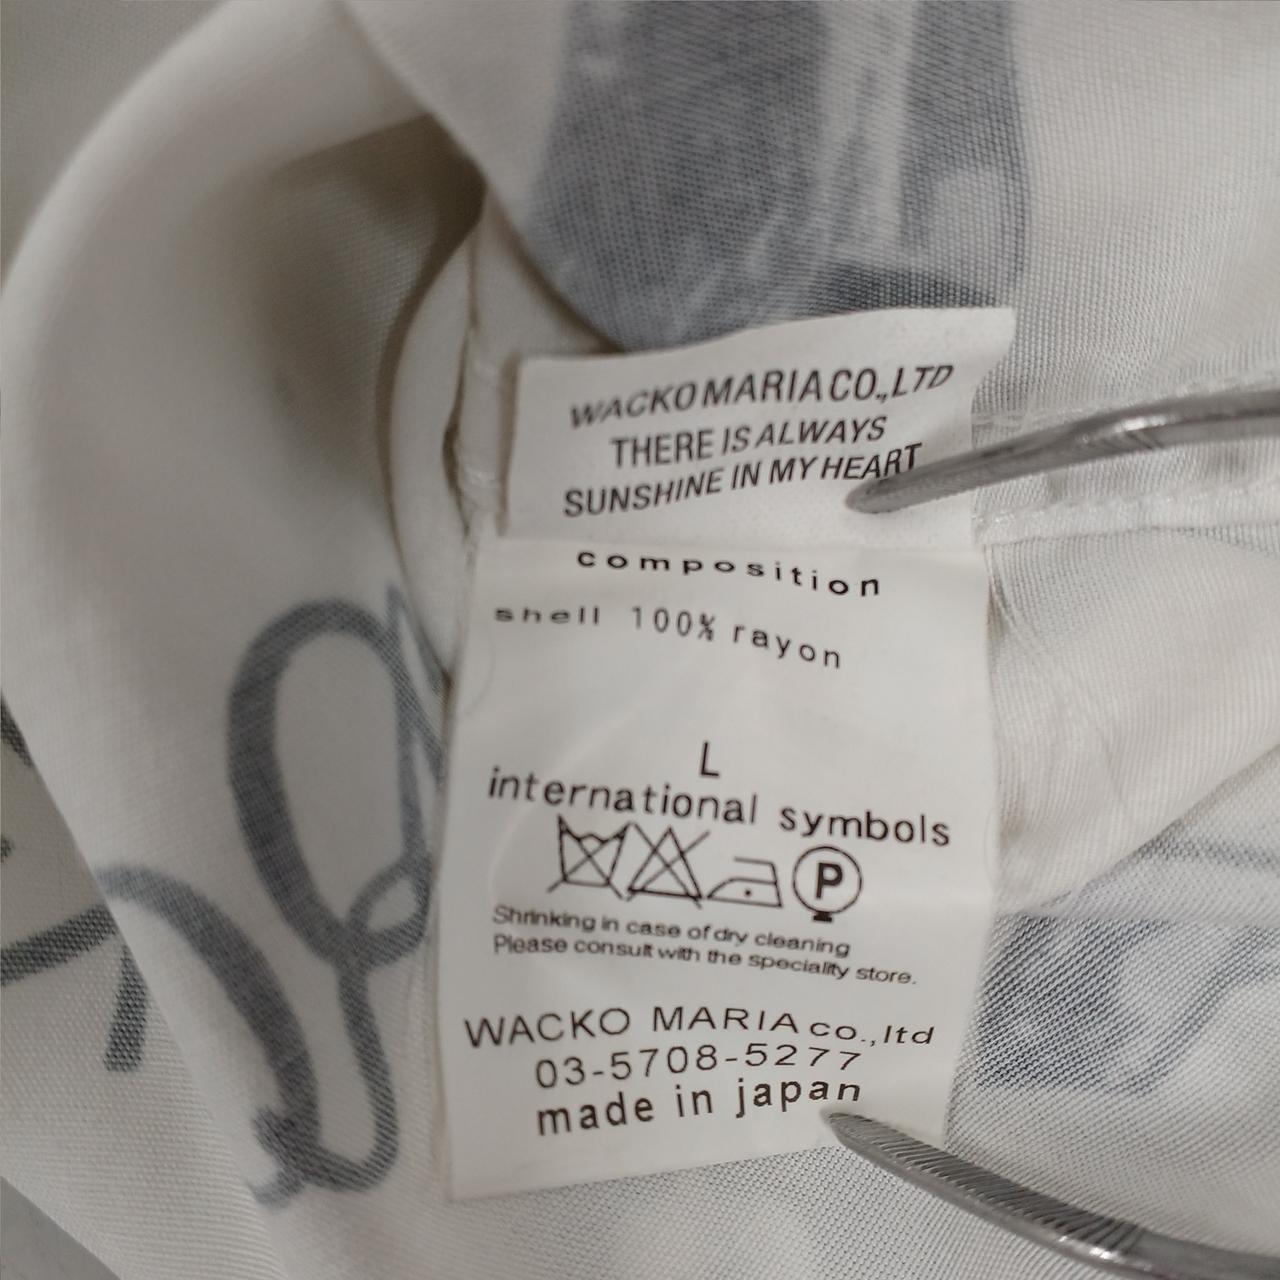 WACKO MARIA CO.,LTD
THERE IS ALWAYS
SUNSHINE IN MY HEART
composition
shell 100% rayon
L
international symbols
P
Shrinking in case of dry cleaning
Please consult with the speciality store.
WACKO MARIA co.,ltd
03-5708-5277
made in japan